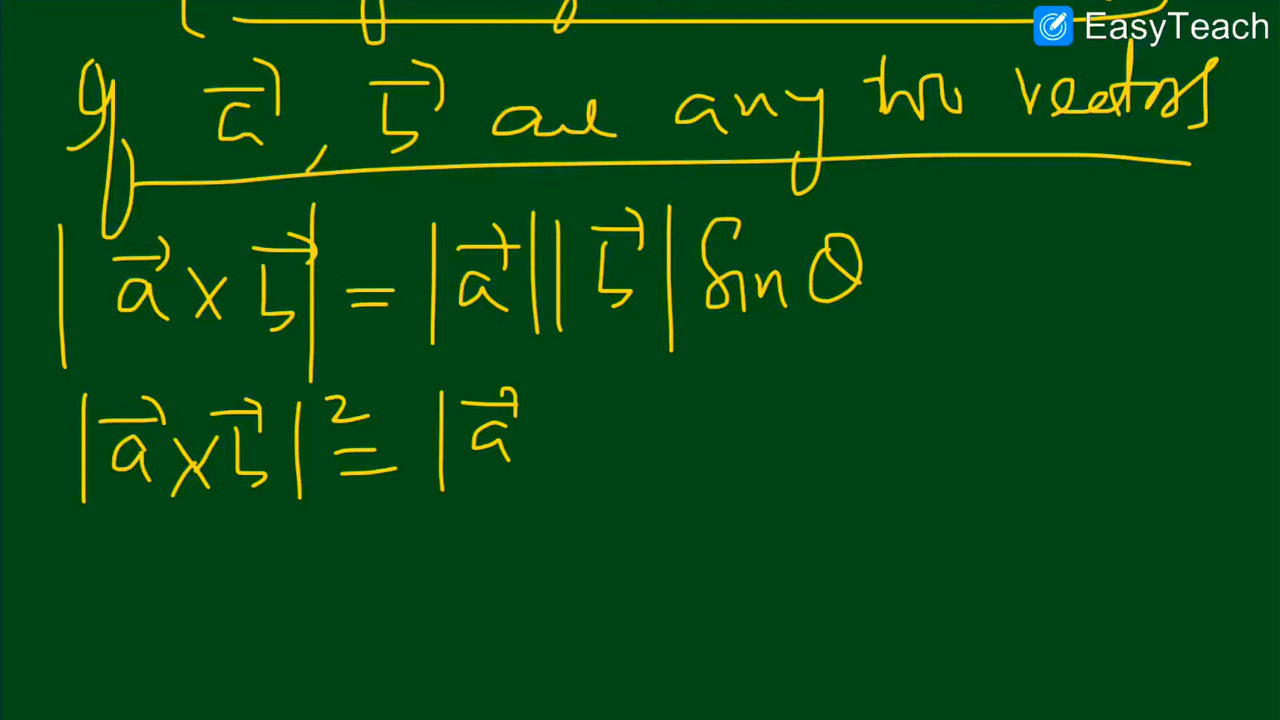 EasyTeach
If a⃗, b⃗ are any two vectors
|a⃗ × b⃗| = |a⃗||b⃗| Sin θ
|a⃗ × b⃗|² = |a⃗